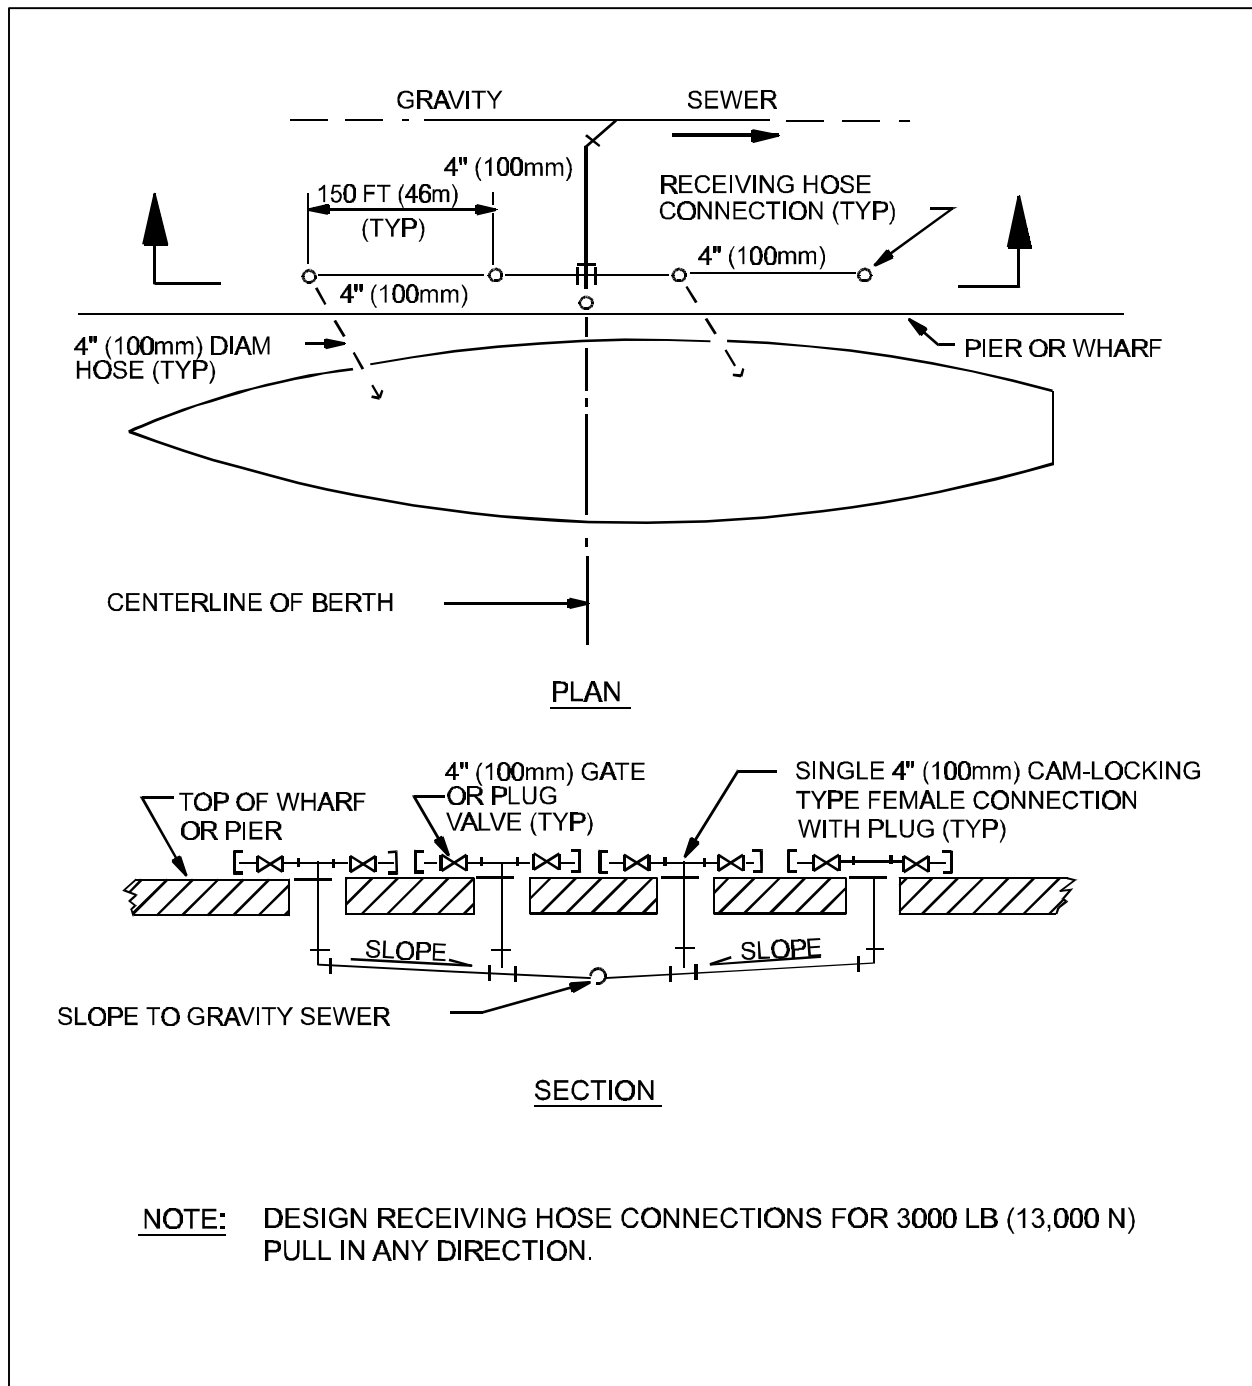 GRAVITY SEWER
4" (100mm)
150 FT (46m)
(TYP)
RECEIVING HOSE
CONNECTION (TYP)
4" (100mm)
4" (100mm)
4" (100mm) DIAM
HOSE (TYP)
PIER OR WHARF
CENTERLINE OF BERTH
PLAN
TOP OF WHARF
OR PIER
4" (100mm) GATE
OR PLUG
VALVE (TYP)
SINGLE 4" (100mm) CAM-LOCKING
TYPE FEMALE CONNECTION
WITH PLUG (TYP)
SLOPE
SLOPE
SLOPE TO GRAVITY SEWER
SECTION
NOTE: DESIGN RECEIVING HOSE CONNECTIONS FOR 3000 LB (13,000 N)
PULL IN ANY DIRECTION.